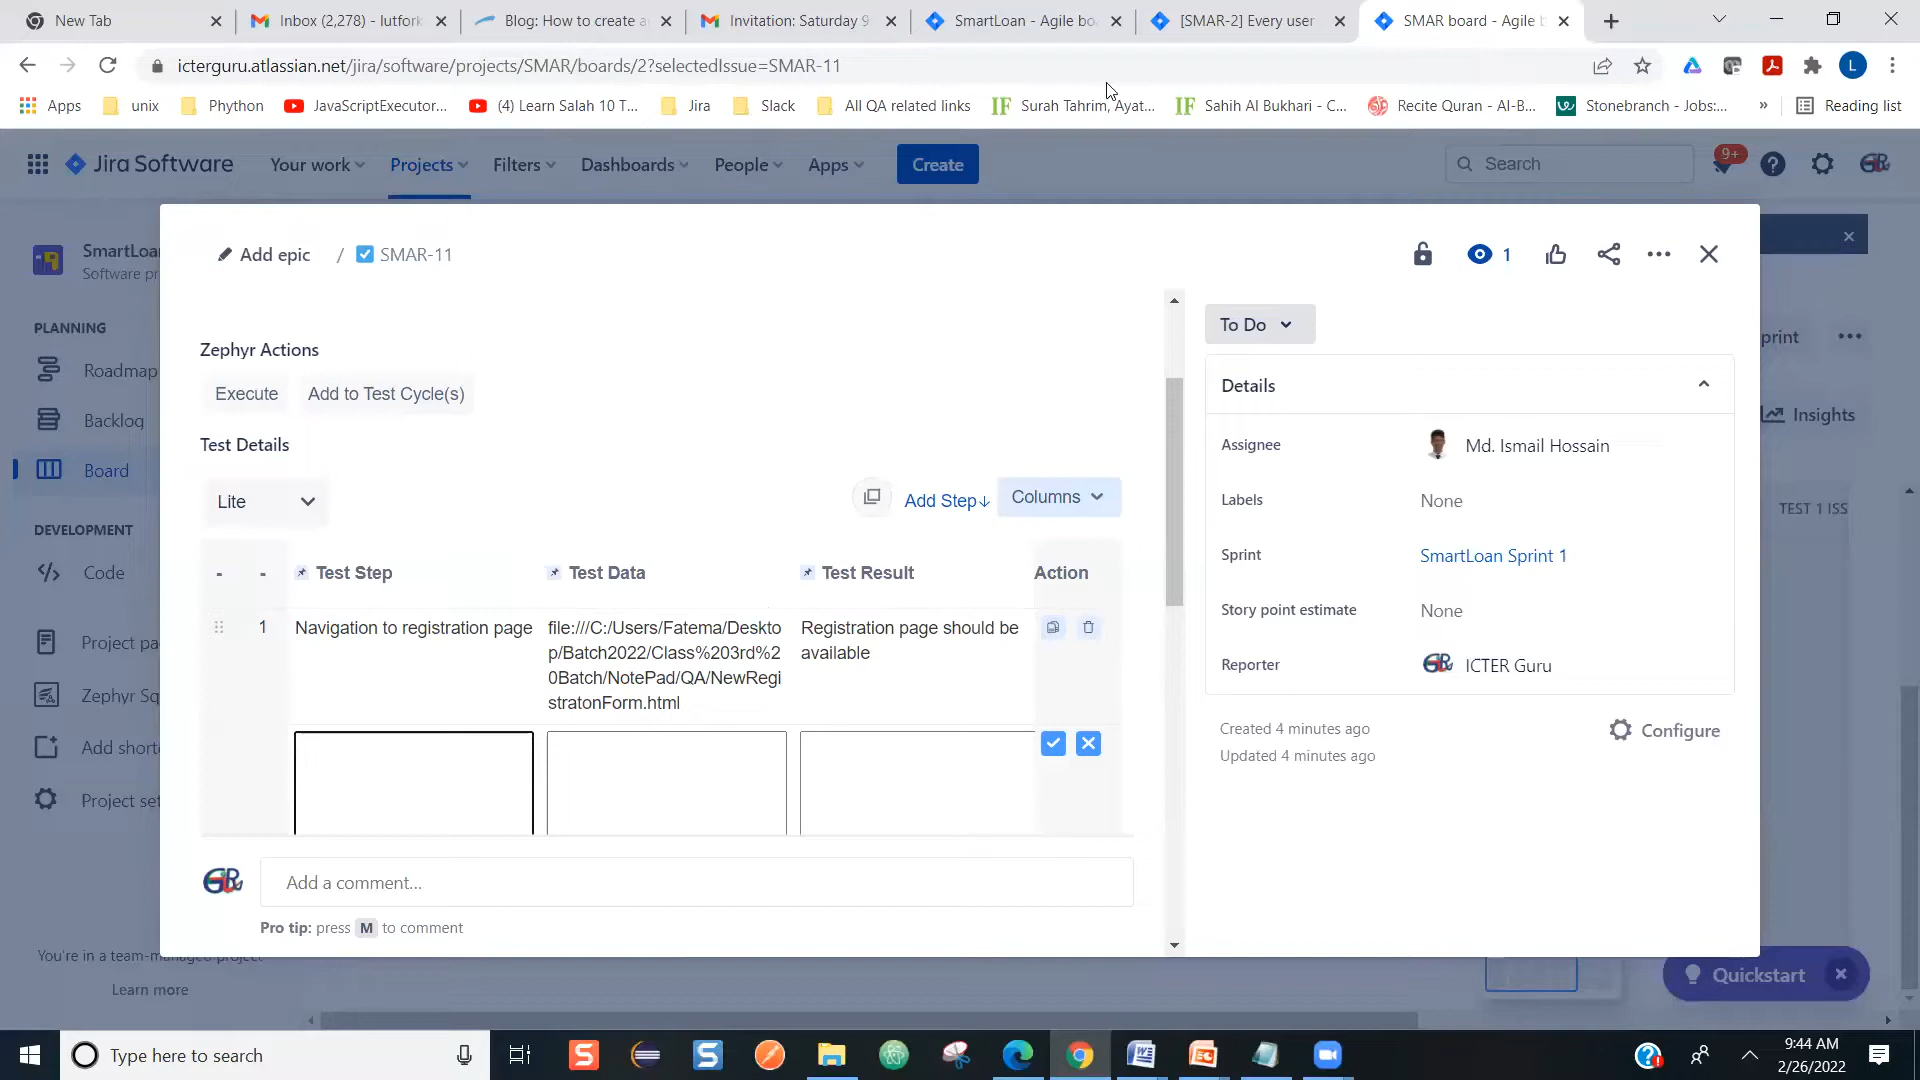 New Tab
Inbox (2,278) - lutfork
Blog: How to create a
Invitation: Saturday 9
SmartLoan - Agile bo
[SMAR-2] Every user
SMAR board - Agile b
icterguru.atlassian.net/jira/software/projects/SMAR/boards/2?selectedIssue=SMAR-11
L
Apps
unix
Phython
JavaScriptExecutor...
(4) Learn Salah 10 T...
Jira
Slack
All QA related links
Surah Tahrim, Ayat...
Sahih Al Bukhari - C...
Recite Quran - Al-B...
Stonebranch - Jobs:...
»
Reading list
Jira Software
Your work
Projects
Filters
Dashboards
People
Apps
Create
Search
9+
SmartLoa
Software pr
PLANNING
Roadmap
Backlog
Board
DEVELOPMENT
Code
Project pa
Zephyr Sq
Add shortc
Project set
You're in a team-managed project
Learn more
Add epic / SMAR-11
1
Zephyr Actions
Execute
Add to Test Cycle(s)
Test Details
Lite
Add Step↓
Columns
- - Test Step Test Data Test Result Action
1 Navigation to registration page
file:///C:/Users/Fatema/Deskto
p/Batch2022/Class%203rd%2
0Batch/NotePad/QA/NewRegi
stratonForm.html
Registration page should be
available
Add a comment...
Pro tip: press M to comment
To Do
Details
Assignee Md. Ismail Hossain
Labels None
Sprint SmartLoan Sprint 1
Story point estimate None
Reporter ICTER Guru
Created 4 minutes ago
Updated 4 minutes ago
Configure
print
Insights
TEST 1 ISS
Quickstart
Type here to search
9:44 AM
2/26/2022